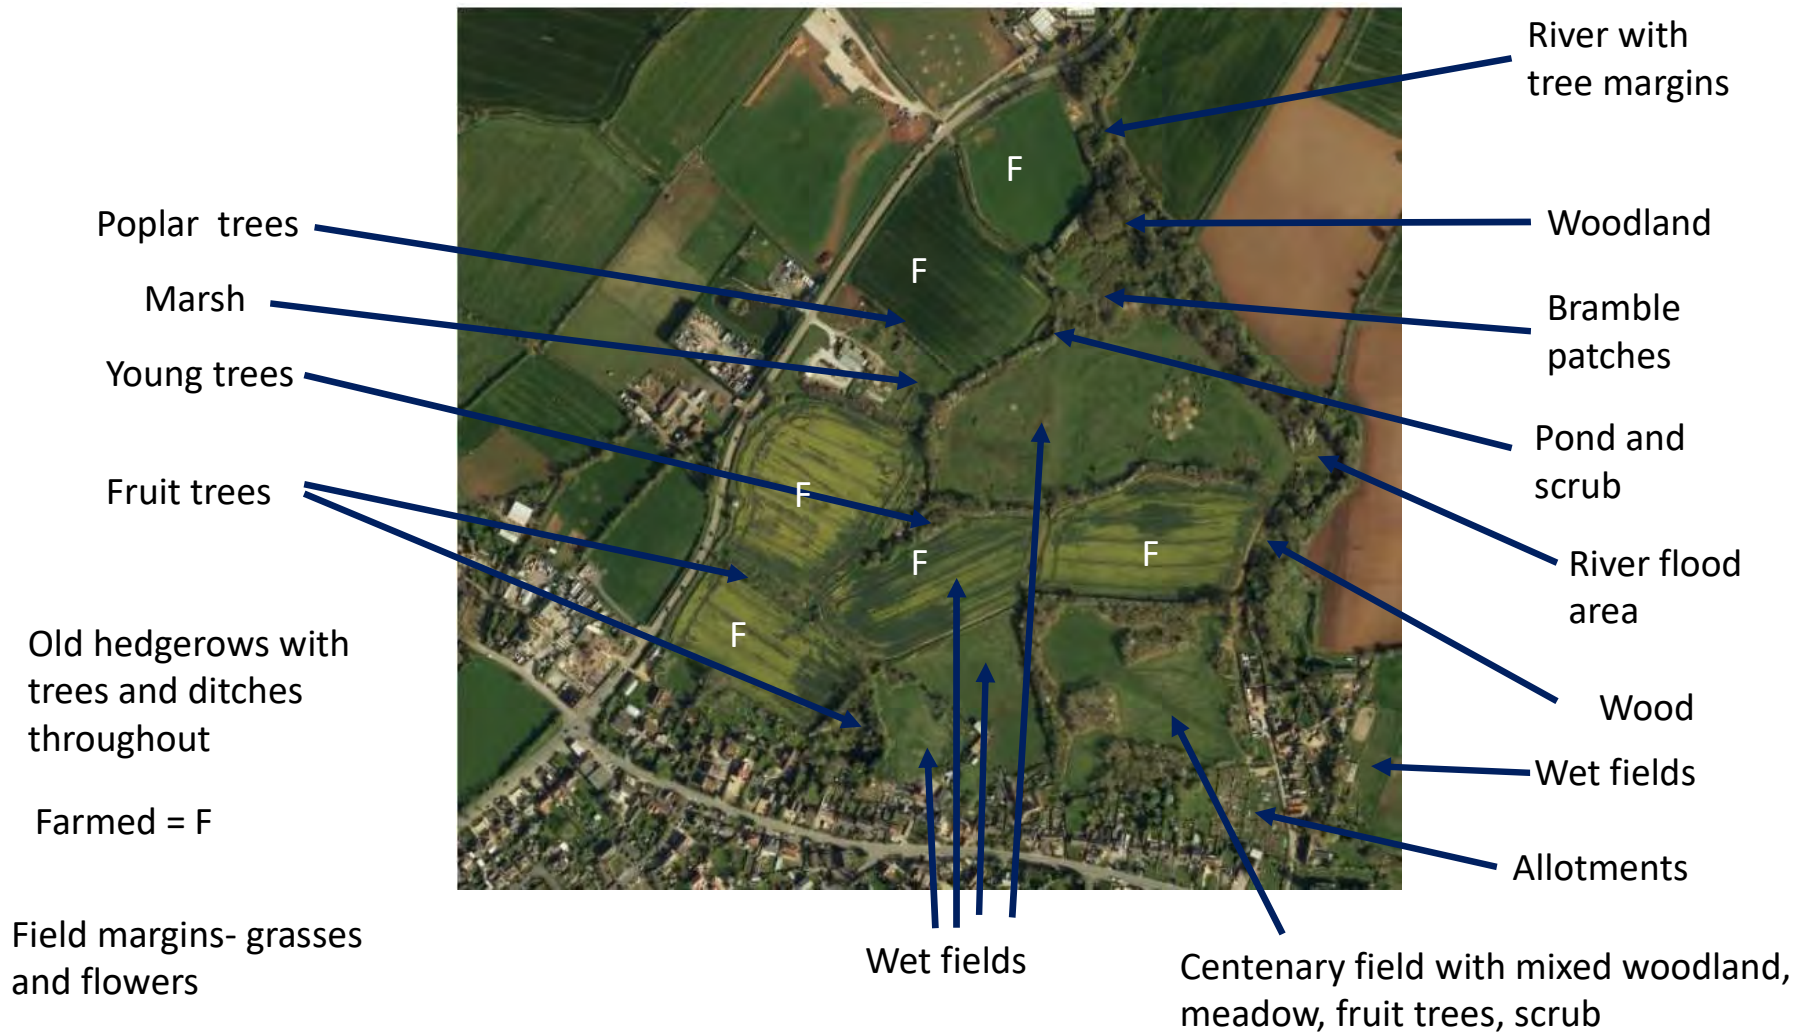 River with
tree margins
F
Poplar trees
Woodland
F
Marsh
Bramble
patches
Young trees
Pond and
scrub
Fruit trees
F
F
F
River flood
area
F
Old hedgerows with
trees and ditches
throughout
Wood
Wet fields
Farmed = F
Allotments
Field margins- grasses
and flowers
Wet fields
Centenary field with mixed woodland,
meadow, fruit trees, scrub